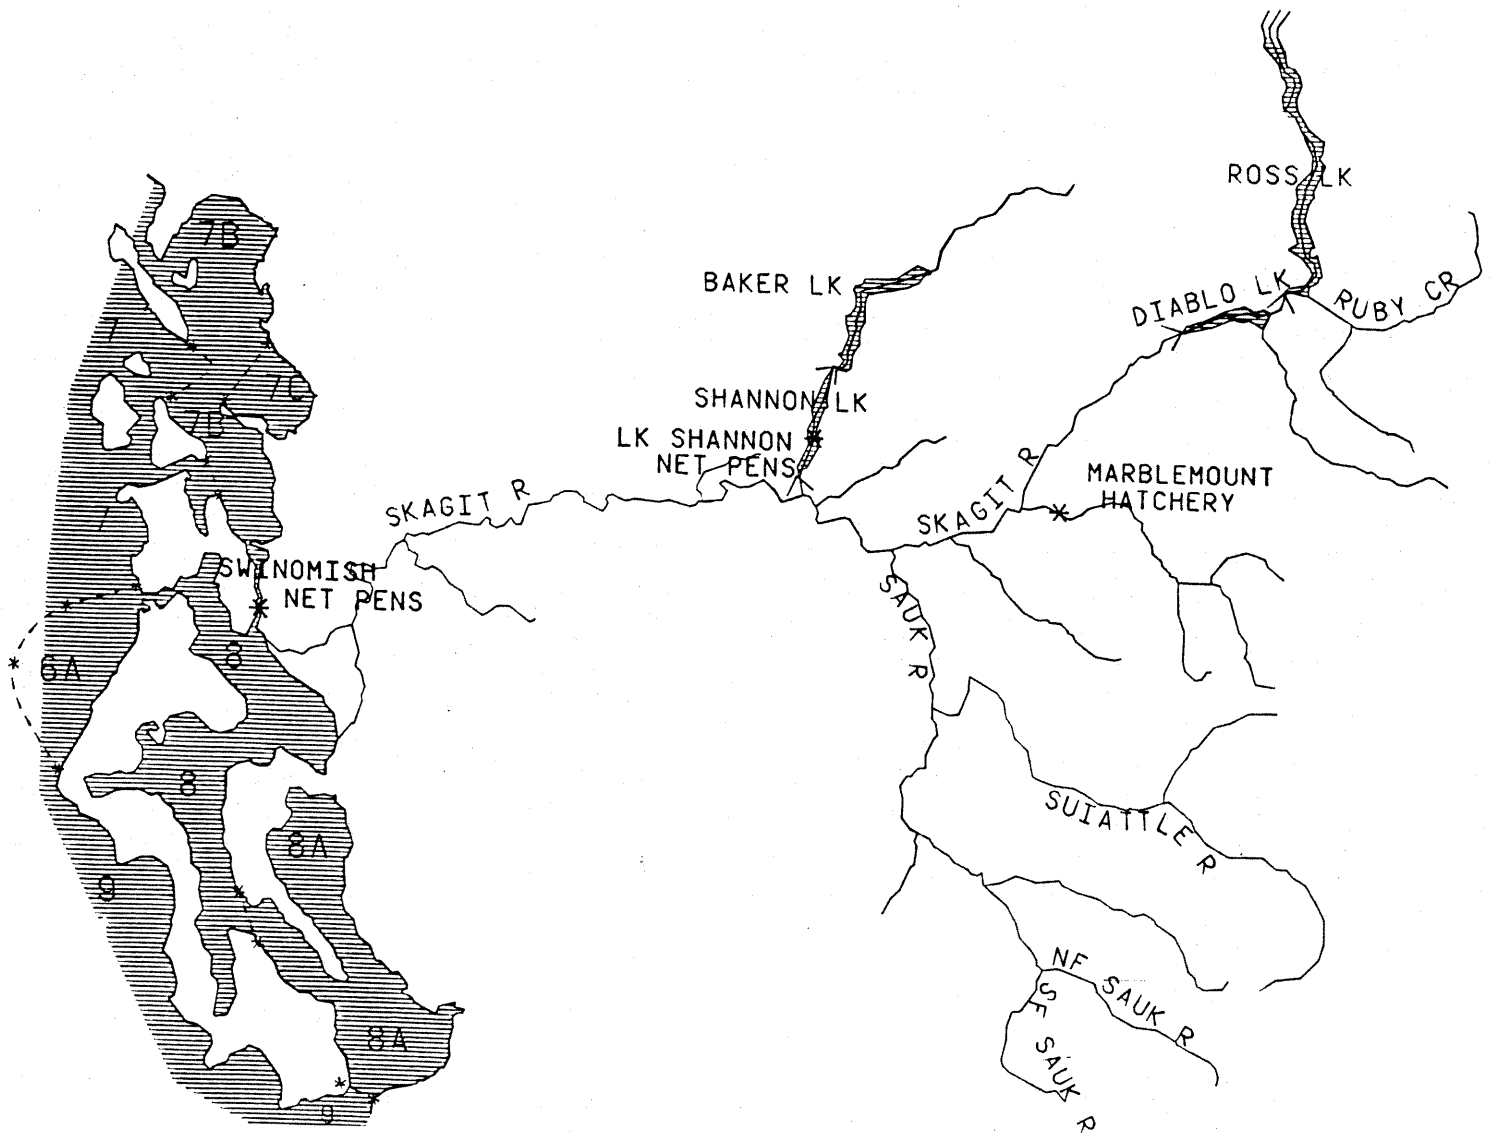 ROSS LK
7B
BAKER LK
DIABLO LK
RUBY CR
7
7C
SHANNON LK
7B
LK SHANNON
NET PENS
MARBLEMOUNT
HATCHERY
SKAGIT R
SKAGIT R
7
SWINOMISH
NET PENS
SAUK R
8
6A
8
SUIATTLE R
8A
9
NF SAUK R
SF SAUK R
8A
9